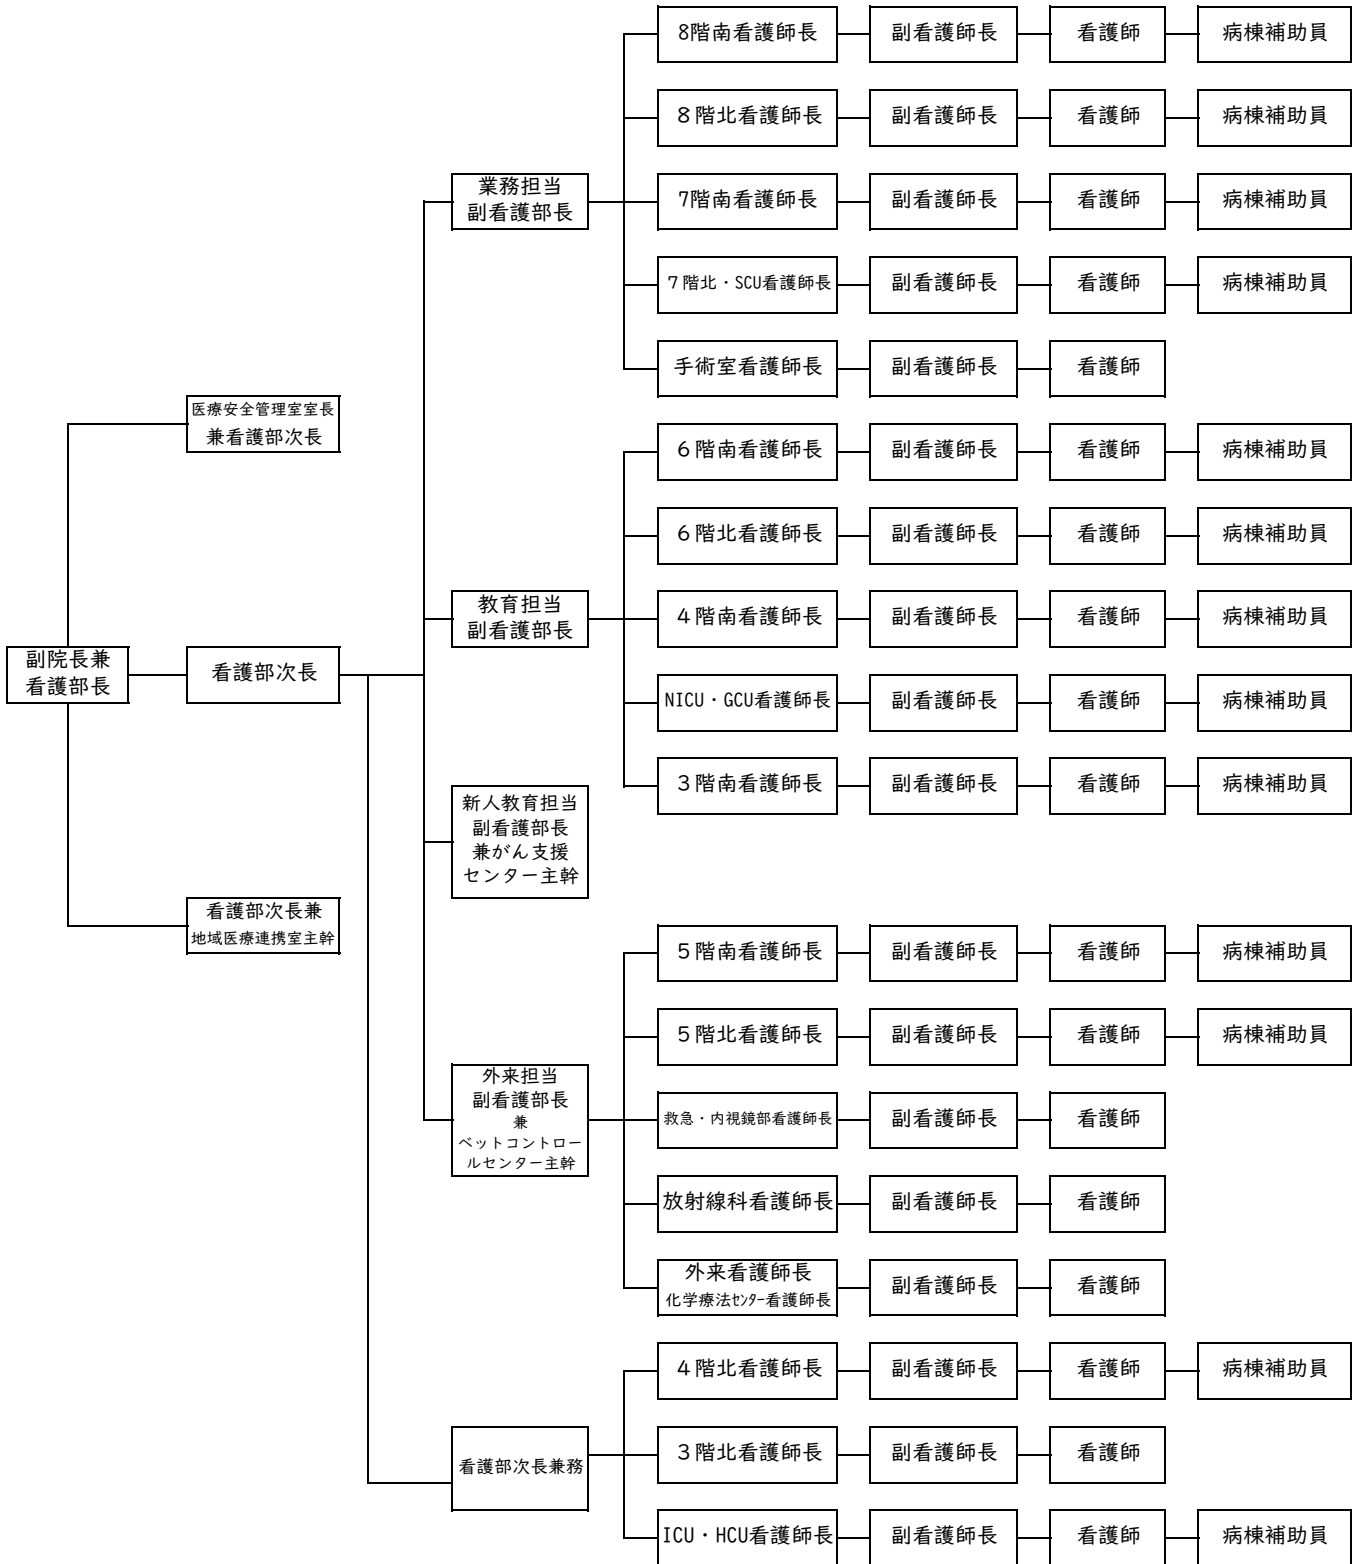 8階南看護師長
副看護師長
看護師
病棟補助員
８階北看護師長
副看護師長
看護師
病棟補助員
業務担当
副看護部長
7階南看護師長
副看護師長
看護師
病棟補助員
７階北・SCU看護師長
副看護師長
看護師
病棟補助員
手術室看護師長
副看護師長
看護師
医療安全管理室室長
兼看護部次長
６階南看護師長
副看護師長
看護師
病棟補助員
６階北看護師長
副看護師長
看護師
病棟補助員
教育担当
副看護部長
４階南看護師長
副看護師長
看護師
病棟補助員
副院長兼
看護部長
看護部次長
NICU・GCU看護師長
副看護師長
看護師
病棟補助員
３階南看護師長
副看護師長
看護師
病棟補助員
新人教育担当
副看護部長
兼がん支援
センター主幹
看護部次長兼
地域医療連携室主幹
５階南看護師長
副看護師長
看護師
病棟補助員
５階北看護師長
副看護師長
看護師
病棟補助員
外来担当
副看護部長
兼
ベットコントロー
ルセンター主幹
救急・内視鏡部看護師長
副看護師長
看護師
放射線科看護師長
副看護師長
看護師
外来看護師長
化学療法ｾﾝﾀｰ看護師長
副看護師長
看護師
４階北看護師長
副看護師長
看護師
病棟補助員
看護部次長兼務
３階北看護師長
副看護師長
看護師
ICU・HCU看護師長
副看護師長
看護師
病棟補助員